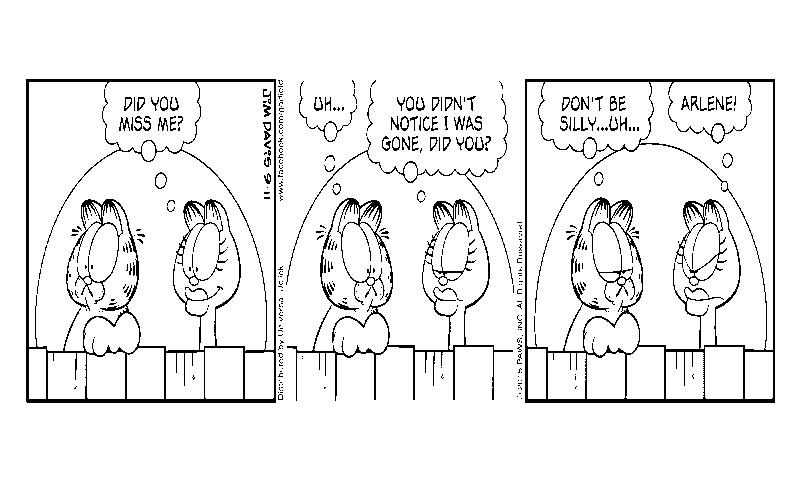 DID YOU
MISS ME?
JIM DAVIS 9·11
UH...
YOU DIDN'T
NOTICE I WAS
GONE, DID YOU?
www.facebook.com/garfield
Distributed by Universal Uclick
DON'T BE
SILLY...UH...
ARLENE!
PAWS, INC. All Rights Reserved